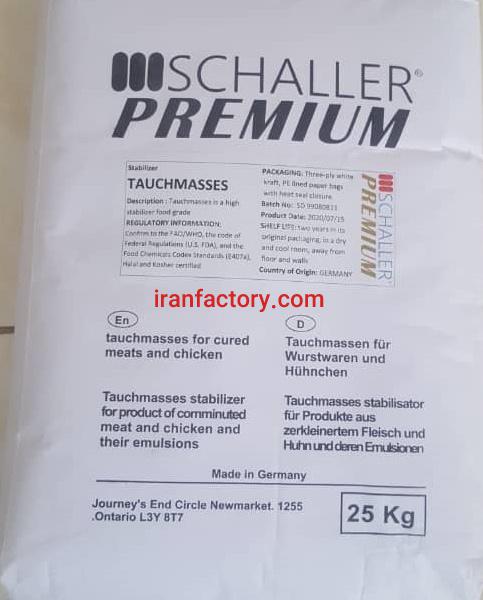 SCHALLER®
PREMIUM
Stabilizer
TAUCHMASSES
Description : Tauchmasses is a high
stabilizer food grade
REGULATORY INFORMATION:
Confirm to the FAO/WHO, the code of
Federal Regulations (U.S. FDA), and the
Food Chemicals Codex Standards (E407a),
Halal and Kosher certified
PACKAGING: Three-ply white
kraft, PE lined paper bags
with heat seal closure
Batch No: SD 99080811
Product Date: 2020/07/15
SHELF LIFE: two years in its
original packaging, in a dry
and cool room, away from
floor and walls
Country of Origin: GERMANY
SCHALLER
PREMIUM
iranfactory.com
En
tauchmasses for cured
meats and chicken
Tauchmasses stabilizer
for product of comminuted
meat and chicken and
their emulsions
D
Tauchmassen für
Wurstwaren und
Hühnchen
Tauchmasses stabilisator
für Produkte aus
zerkleinertem Fleisch und
Huhn und deren Emulsionen
Made in Germany
Journey's End Circle Newmarket. 1255
.Ontario L3Y 8T7
25 Kg